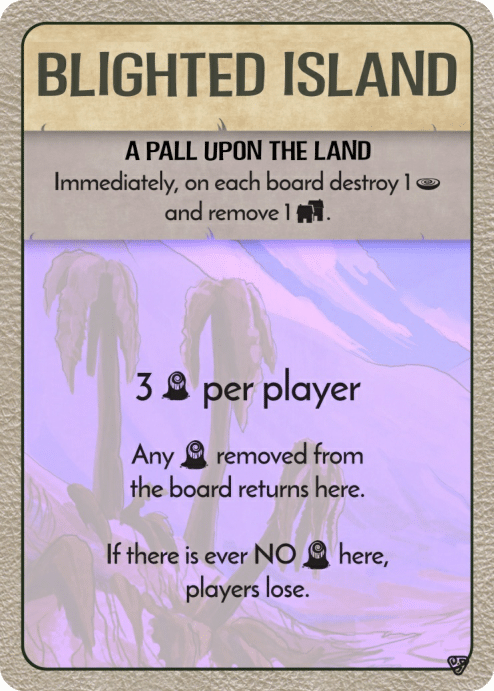 BLIGHTED ISLAND
A PALL UPON THE LAND
Immediately, on each board destroy 1
and remove 1 .
3 per player
Any removed from
the board returns here.
If there is ever NO here,
players lose.